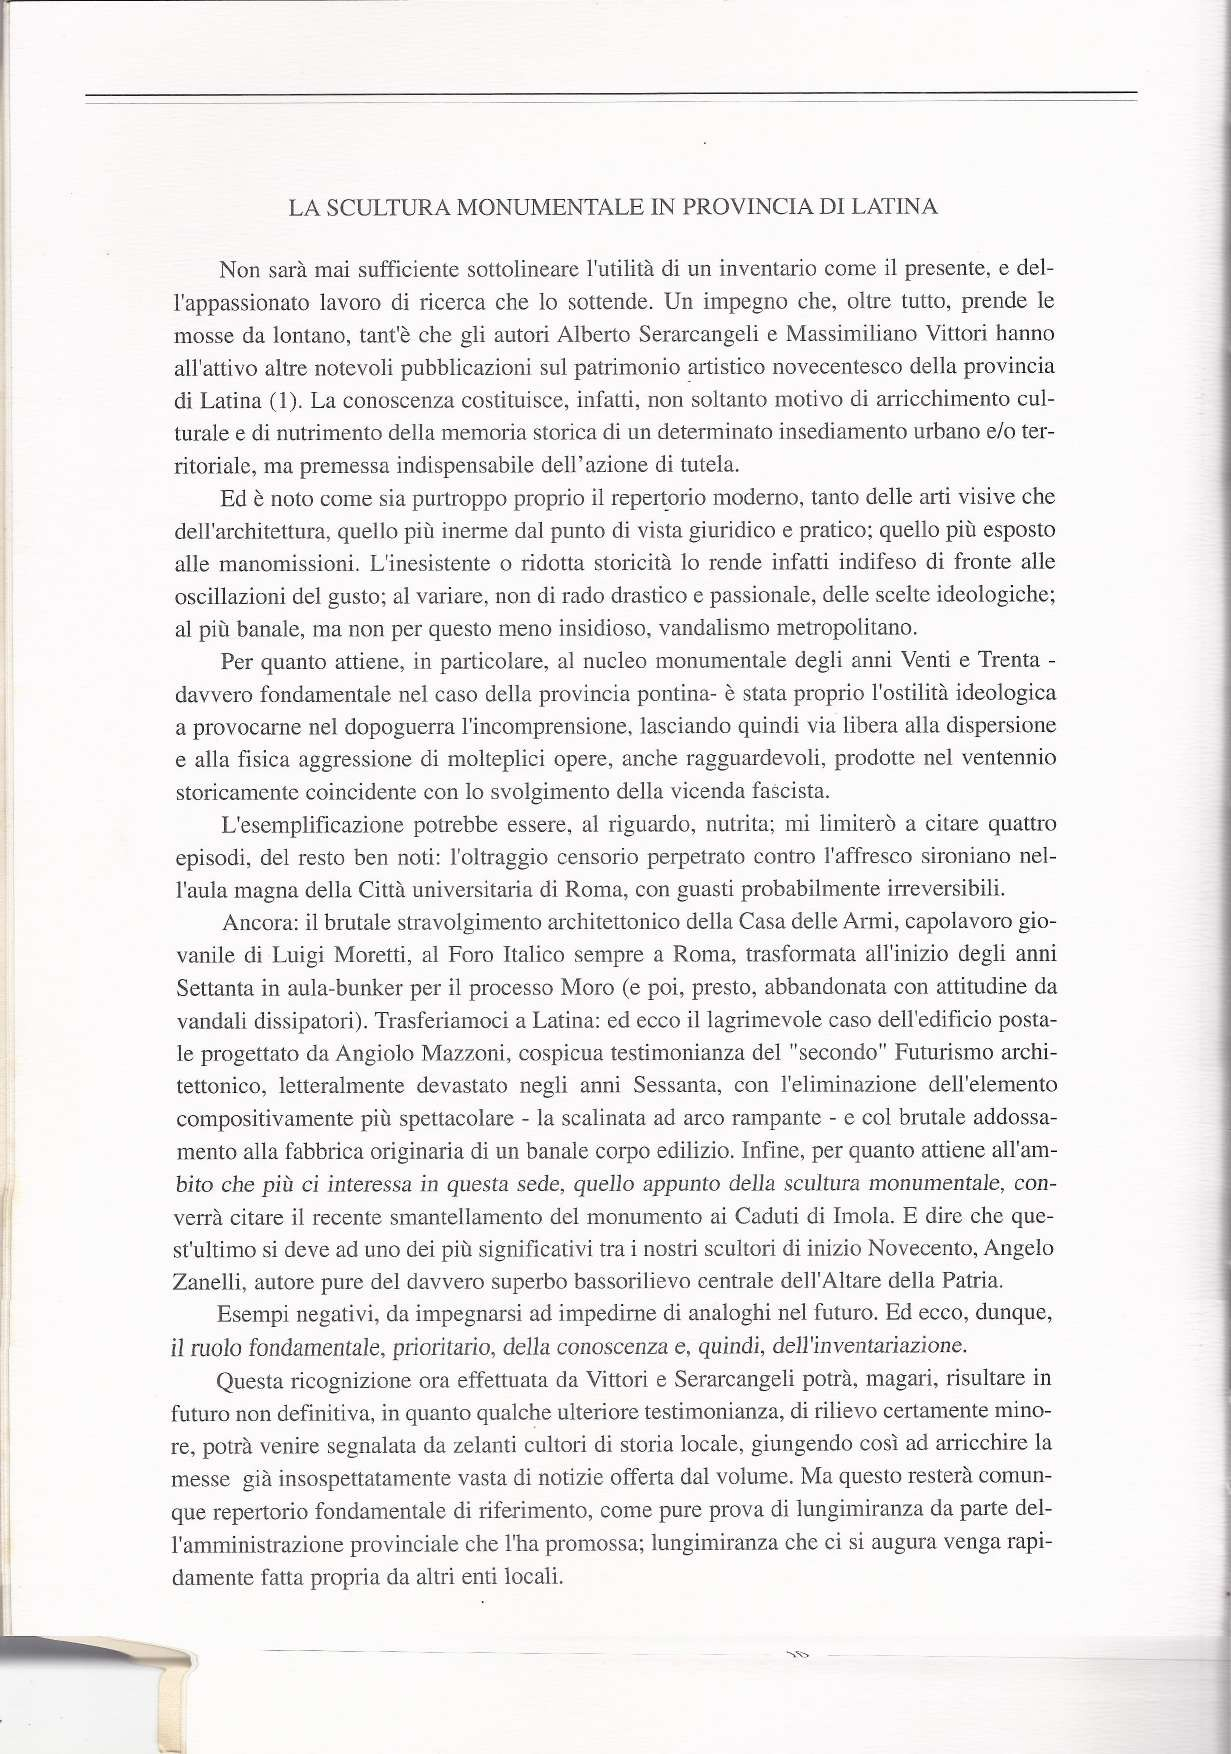 LA SCULTURA MONUMENTALE IN PROVINCIA DI LATINA
Non sarà mai sufficiente sottolineare l'utilità di un inventario come il presente, e del-
l'appassionato lavoro di ricerca che lo sottende. Un impegno che, oltre tutto, prende le
mosse da lontano, tant'è che gli autori Alberto Serarcangeli e Massimiliano Vittori hanno
all'attivo altre notevoli pubblicazioni sul patrimonio artistico novecentesco della provincia
di Latina (1). La conoscenza costituisce, infatti, non soltanto motivo di arricchimento cul-
turale e di nutrimento della memoria storica di un determinato insediamento urbano e/o ter-
ritoriale, ma premessa indispensabile dell'azione di tutela.
Ed è noto come sia purtroppo proprio il repertorio moderno, tanto delle arti visive che
dell'architettura, quello più inerme dal punto di vista giuridico e pratico; quello più esposto
alle manomissioni. L'inesistente o ridotta storicità lo rende infatti indifeso di fronte alle
oscillazioni del gusto; al variare, non di rado drastico e passionale, delle scelte ideologiche;
al più banale, ma non per questo meno insidioso, vandalismo metropolitano.
Per quanto attiene, in particolare, al nucleo monumentale degli anni Venti e Trenta -
davvero fondamentale nel caso della provincia pontina- è stata proprio l'ostilità ideologica
a provocarne nel dopoguerra l'incomprensione, lasciando quindi via libera alla dispersione
e alla fisica aggressione di molteplici opere, anche ragguardevoli, prodotte nel ventennio
storicamente coincidente con lo svolgimento della vicenda fascista.
L'esemplificazione potrebbe essere, al riguardo, nutrita; mi limiterò a citare quattro
episodi, del resto ben noti: l'oltraggio censorio perpetrato contro l'affresco sironiano nel-
l'aula magna della Città universitaria di Roma, con guasti probabilmente irreversibili.
Ancora: il brutale stravolgimento architettonico della Casa delle Armi, capolavoro gio-
vanile di Luigi Moretti, al Foro Italico sempre a Roma, trasformata all'inizio degli anni
Settanta in aula-bunker per il processo Moro (e poi, presto, abbandonata con attitudine da
vandali dissipatori). Trasferiamoci a Latina: ed ecco il lagrimevole caso dell'edificio posta-
le progettato da Angiolo Mazzoni, cospicua testimonianza del "secondo" Futurismo archi-
tettonico, letteralmente devastato negli anni Sessanta, con l'eliminazione dell'elemento
compositivamente più spettacolare - la scalinata ad arco rampante - e col brutale addossa-
mento alla fabbrica originaria di un banale corpo edilizio. Infine, per quanto attiene all'am-
bito che più ci interessa in questa sede, quello appunto della scultura monumentale, con-
verrà citare il recente smantellamento del monumento ai Caduti di Imola. E dire che que-
st'ultimo si deve ad uno dei più significativi tra i nostri scultori di inizio Novecento, Angelo
Zanelli, autore pure del davvero superbo bassorilievo centrale dell'Altare della Patria.
Esempi negativi, da impegnarsi ad impedirne di analoghi nel futuro. Ed ecco, dunque,
il ruolo fondamentale, prioritario, della conoscenza e, quindi, dell'inventariazione.
Questa ricognizione ora effettuata da Vittori e Serarcangeli potrà, magari, risultare in
futuro non definitiva, in quanto qualche ulteriore testimonianza, di rilievo certamente mino-
re, potrà venire segnalata da zelanti cultori di storia locale, giungendo così ad arricchire la
messe già insospettatamente vasta di notizie offerta dal volume. Ma questo resterà comun-
que repertorio fondamentale di riferimento, come pure prova di lungimiranza da parte del-
l'amministrazione provinciale che l'ha promossa; lungimiranza che ci si augura venga rapi-
damente fatta propria da altri enti locali.